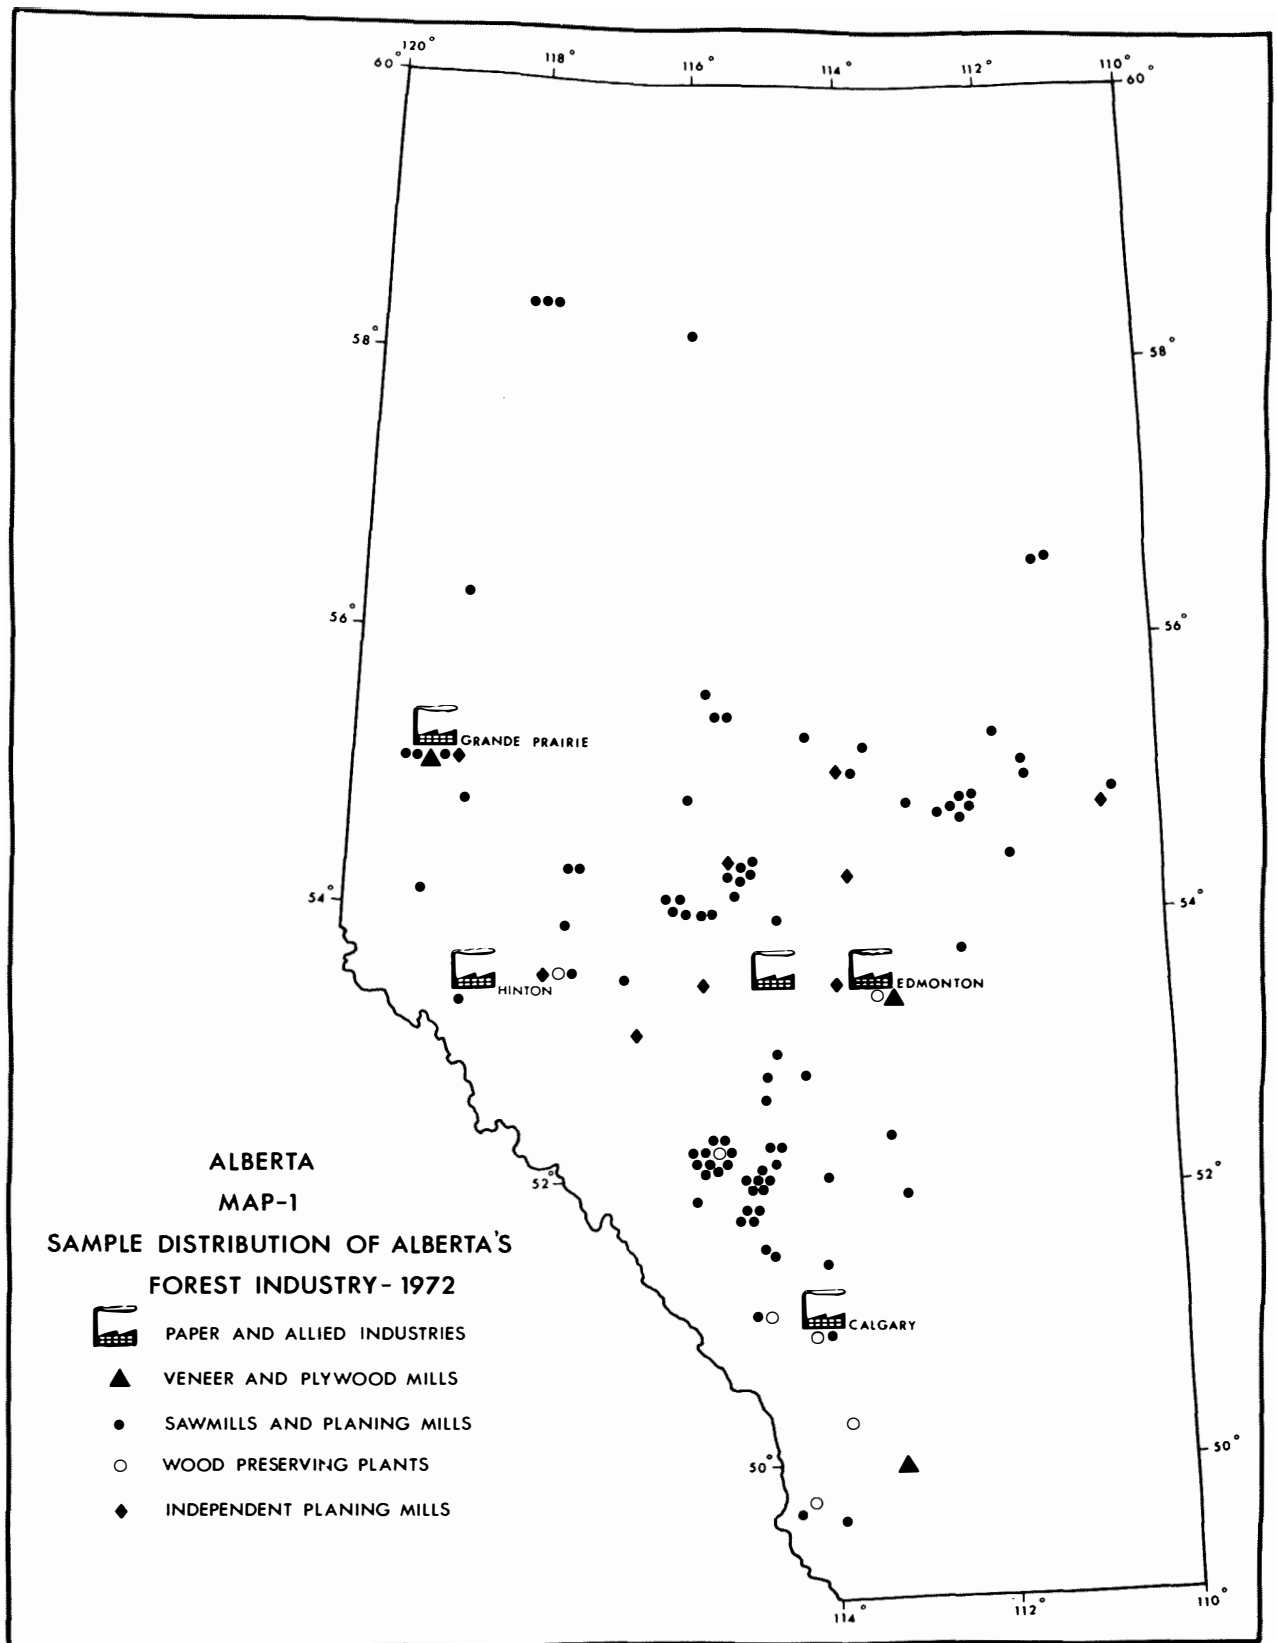 120°
118°
116°
114°
112°
110°
60°
60°
58°
58°
56°
56°
GRANDE PRAIRIE
54°
54°
HINTON
EDMONTON
ALBERTA
MAP-1
SAMPLE DISTRIBUTION OF ALBERTA'S
FOREST INDUSTRY-1972
52°
52°
PAPER AND ALLIED INDUSTRIES
VENEER AND PLYWOOD MILLS
SAWMILLS AND PLANING MILLS
WOOD PRESERVING PLANTS
INDEPENDENT PLANING MILLS
CALGARY
50°
50°
114°
112°
110°